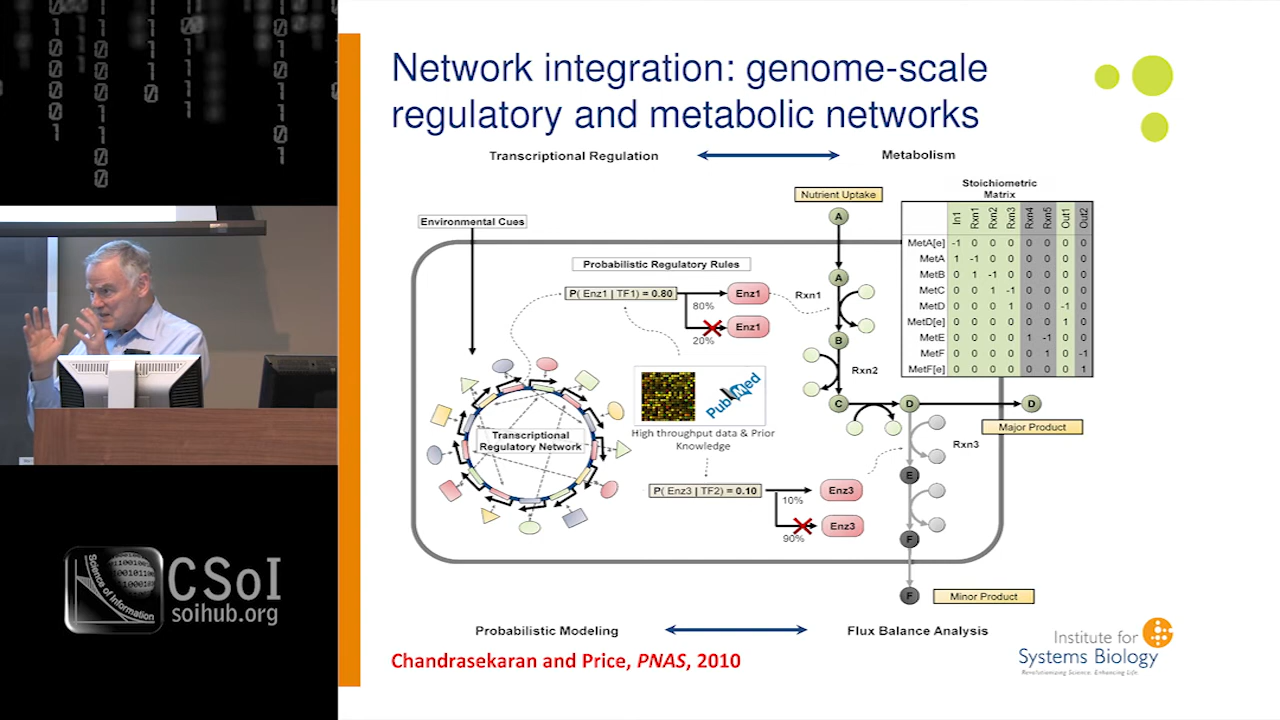 Network integration: genome-scale
regulatory and metabolic networks
Transcriptional Regulation
Metabolism
Environmental Cues
Nutrient Uptake
Stoichiometric
Matrix
In1 Rxn1 Rxn2 Rxn3 Rxn4 Rxn5 Out1 Out2
MetA[e] -1 0 0 0 0 0 0 0
MetA 1 -1 0 0 0 0 0 0
MetB 0 1 -1 0 0 0 0 0
MetC 0 0 1 -1 0 0 0 0
MetD 0 0 0 1 0 0 -1 0
MetD[e] 0 0 0 0 0 0 1 0
MetE 0 0 0 0 1 -1 0 0
MetF 0 0 0 0 0 1 0 -1
MetF[e] 0 0 0 0 0 0 0 1
Probabilistic Regulatory Rules
P( Enz1 | TF1) = 0.80
80%
Enz1
20%
Enz1
A
A
Rxn1
B
Rxn2
C
D
D
Major Product
Rxn3
E
F
F
Minor Product
Transcriptional
Regulatory Network
PubMed
High throughput data & Prior
Knowledge
P( Enz3 | TF2) = 0.10
10%
Enz3
90%
Enz3
Probabilistic Modeling
Flux Balance Analysis
Chandrasekaran and Price, PNAS, 2010
Institute for
Systems Biology
Revolutionizing Science. Enhancing Life.
Science of Information
CSoI
soihub.org